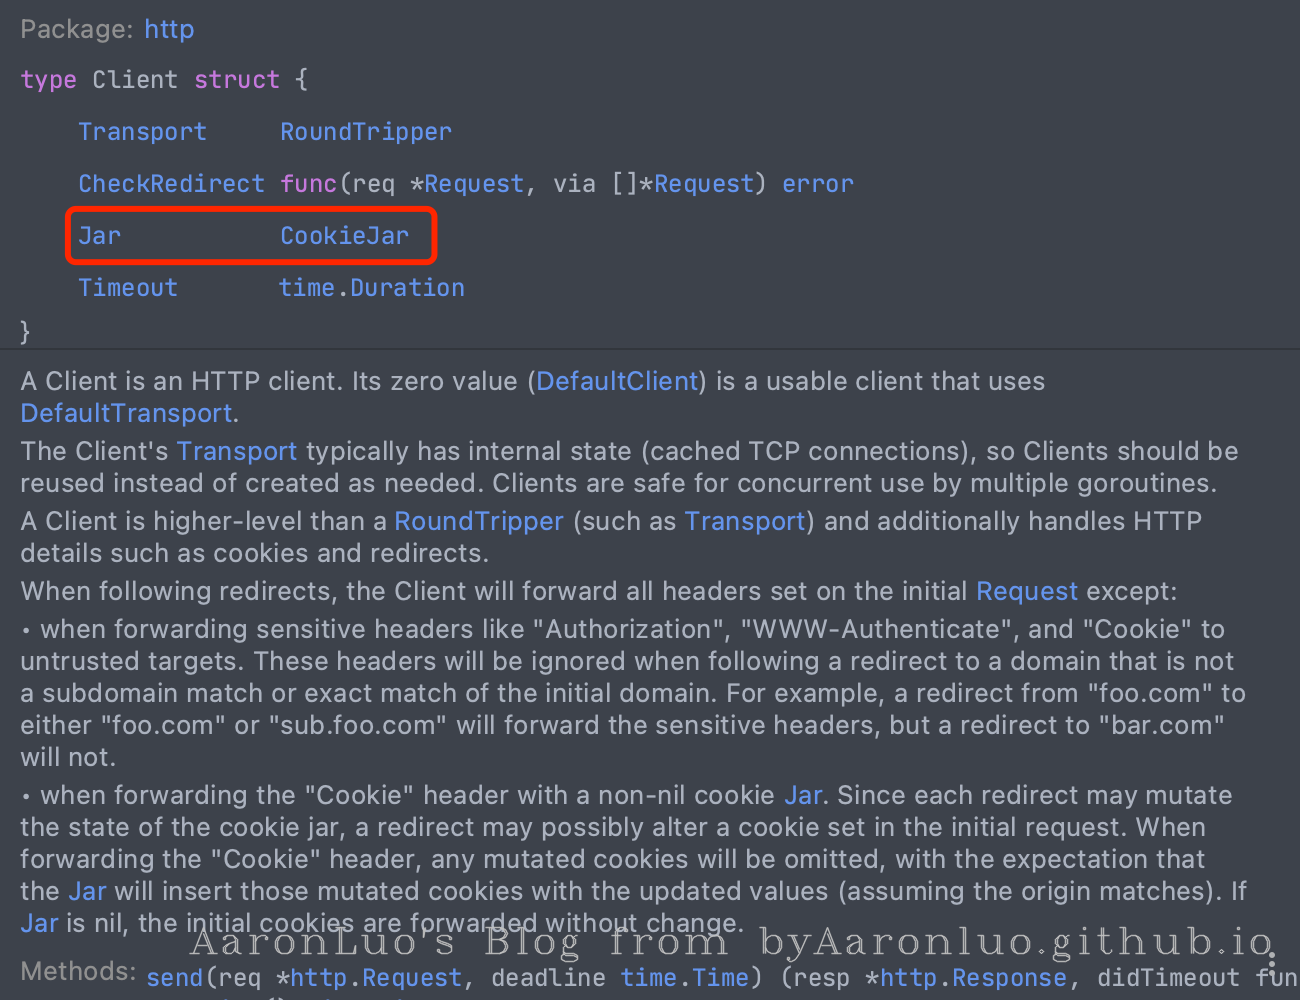 Package: http
type Client struct {
Transport RoundTripper
CheckRedirect func(req *Request, via []*Request) error
Jar CookieJar
Timeout time.Duration
}
A Client is an HTTP client. Its zero value (DefaultClient) is a usable client that uses
DefaultTransport.
The Client's Transport typically has internal state (cached TCP connections), so Clients should be
reused instead of created as needed. Clients are safe for concurrent use by multiple goroutines.
A Client is higher-level than a RoundTripper (such as Transport) and additionally handles HTTP
details such as cookies and redirects.
When following redirects, the Client will forward all headers set on the initial Request except:
• when forwarding sensitive headers like "Authorization", "WWW-Authenticate", and "Cookie" to
untrusted targets. These headers will be ignored when following a redirect to a domain that is not
a subdomain match or exact match of the initial domain. For example, a redirect from "foo.com" to
either "foo.com" or "sub.foo.com" will forward the sensitive headers, but a redirect to "bar.com"
will not.
• when forwarding the "Cookie" header with a non-nil cookie Jar. Since each redirect may mutate
the state of the cookie jar, a redirect may possibly alter a cookie set in the initial request. When
forwarding the "Cookie" header, any mutated cookies will be omitted, with the expectation that
the Jar will insert those mutated cookies with the updated values (assuming the origin matches). If
Jar is nil, the initial cookies are forwarded without change.
AaronLuo's Blog from byAaronluo.github.io
Methods: send(req *http.Request, deadline time.Time) (resp *http.Response, didTimeout fun